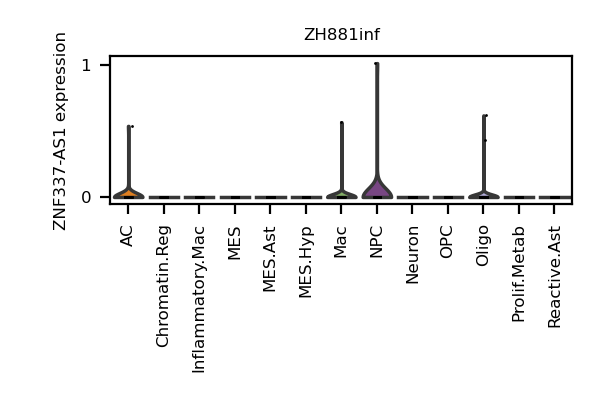 ZH881inf
ZNF337-AS1 expression
1
0
AC
Chromatin.Reg
Inflammatory.Mac
MES
MES.Ast
MES.Hyp
Mac
NPC
Neuron
OPC
Oligo
Prolif.Metab
Reactive.Ast